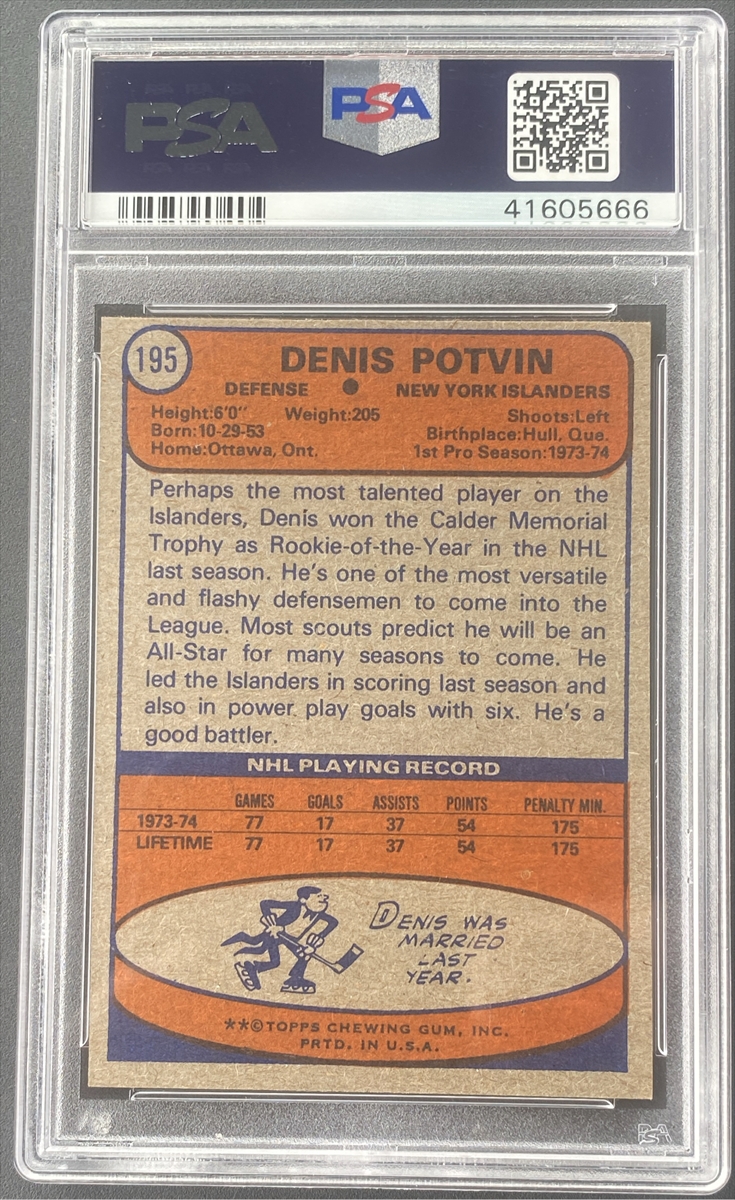 PSA
PSA
41605666
195
DENIS POTVIN
DEFENSE ● NEW YORK ISLANDERS
Height:6'0" Weight:205 Shoots:Left
Born:10-29-53 Birthplace:Hull, Que.
Home:Ottawa, Ont. 1st Pro Season:1973-74
Perhaps the most talented player on the
Islanders, Denis won the Calder Memorial
Trophy as Rookie-of-the-Year in the NHL
last season. He's one of the most versatile
and flashy defensemen to come into the
League. Most scouts predict he will be an
All-Star for many seasons to come. He
led the Islanders in scoring last season and
also in power play goals with six. He's a
good battler.
NHL PLAYING RECORD
GAMES GOALS ASSISTS POINTS PENALTY MIN.
1973-74 77 17 37 54 175
LIFETIME 77 17 37 54 175
DENIS WAS
MARRIED
LAST
YEAR.
**©TOPPS CHEWING GUM, INC.
PRTD. IN U.S.A.
PSA